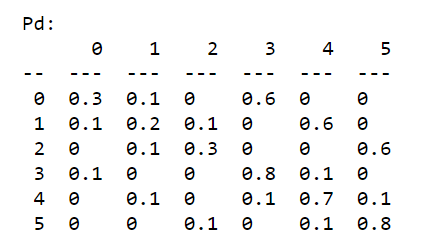 Pd:
0 1 2 3 4 5
-- --- --- --- --- --- ---
0 0.3 0.1 0 0.6 0 0
1 0.1 0.2 0.1 0 0.6 0
2 0 0.1 0.3 0 0 0.6
3 0.1 0 0 0.8 0.1 0
4 0 0.1 0 0.1 0.7 0.1
5 0 0 0.1 0 0.1 0.8